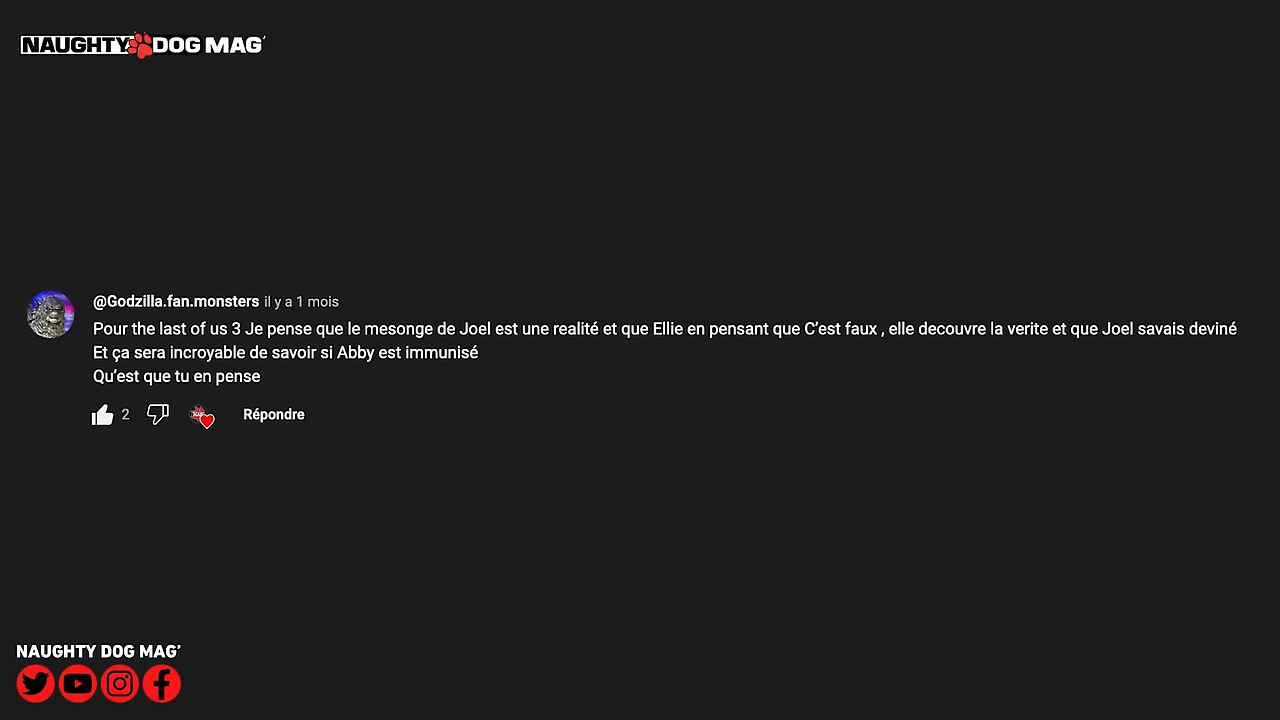 NAUGHTY DOG MAG'
@Godzilla.fan.monsters il y a 1 mois
Pour the last of us 3 Je pense que le mesonge de Joel est une realité et que Ellie en pensant que C’est faux , elle decouvre la verite et que Joel savais deviné
Et ça sera incroyable de savoir si Abby est immunisé
Qu’est que tu en pense
2 Répondre
NAUGHTY DOG MAG'